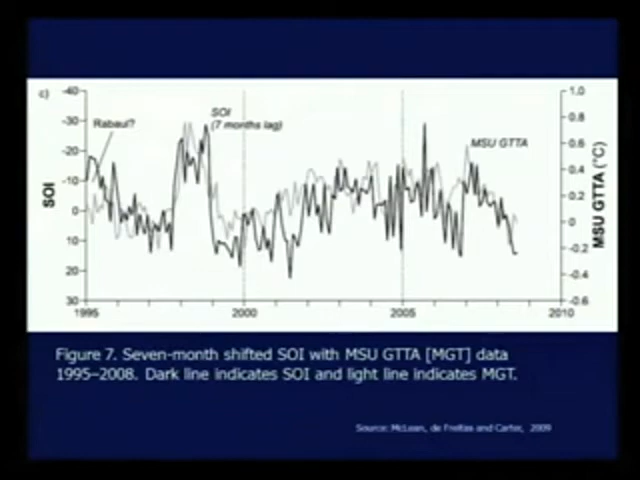 c)
-40
-30
-20
-10
0
10
20
30
SOI
Rabaul?
SOI
(7 months lag)
MSU GTTA
1,0
0.8
0.6
0.4
0.2
0
-0.2
-0.4
-0.6
MSU GTTA (°C)
1995
2000
2005
2010
Figure 7. Seven-month shifted SOI with MSU GTTA [MGT] data
1995–2008. Dark line indicates SOI and light line indicates MGT.
Source: McLean, de Freitas and Carter, 2009